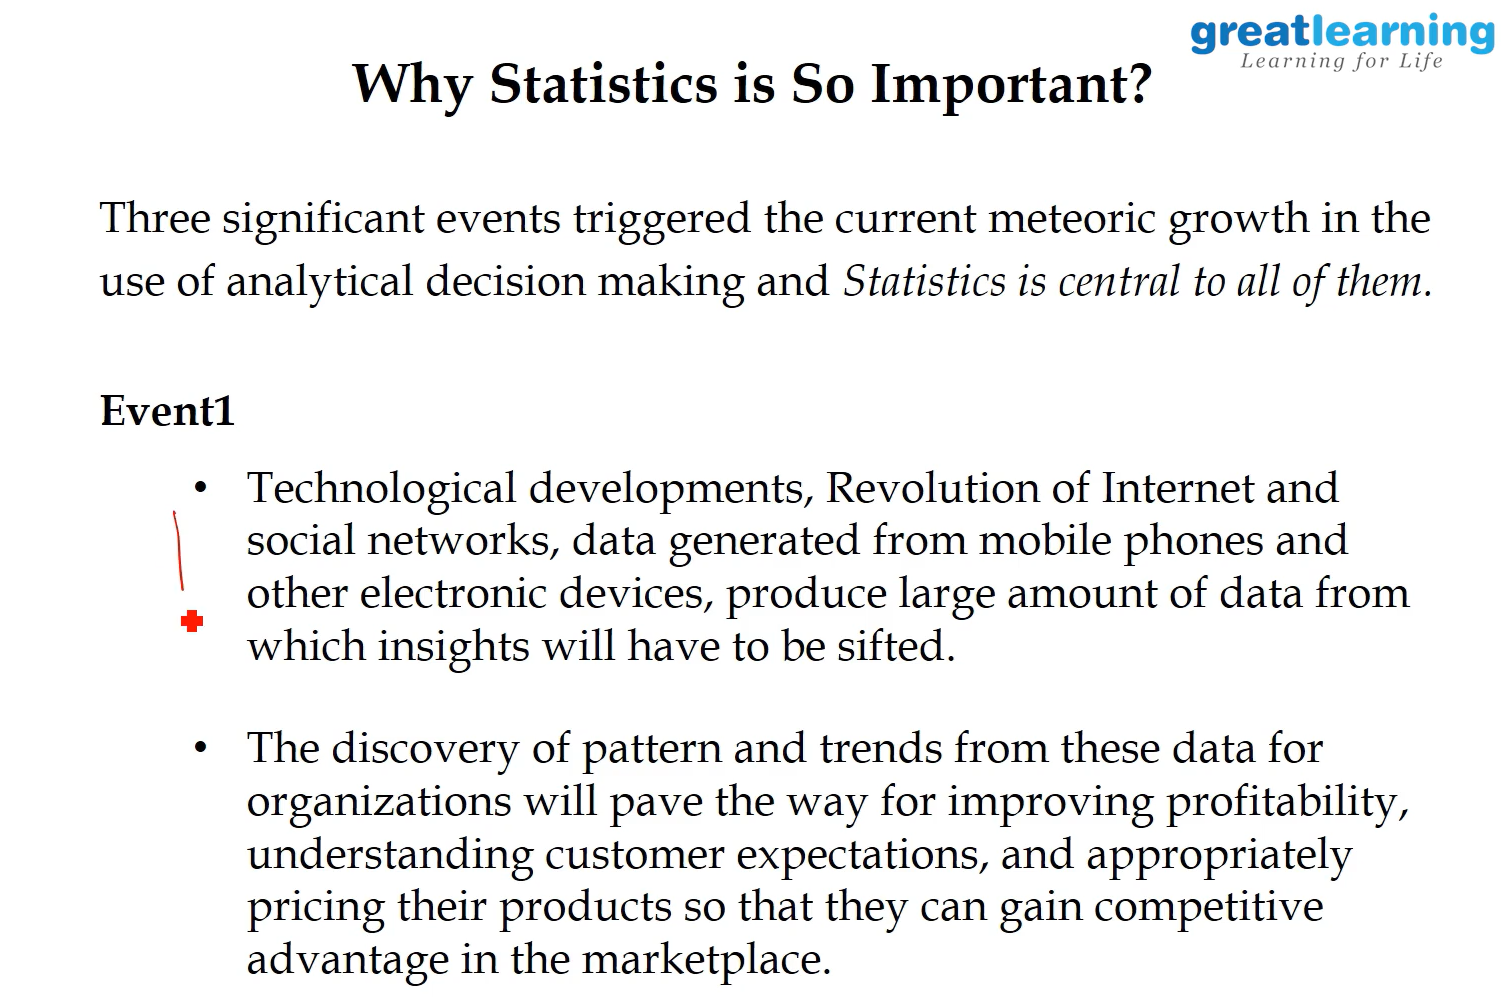 greatlearning
Learning for Life
Why Statistics is So Important?
Three significant events triggered the current meteoric growth in the
use of analytical decision making and Statistics is central to all of them.
Event1
• Technological developments, Revolution of Internet and
social networks, data generated from mobile phones and
other electronic devices, produce large amount of data from
which insights will have to be sifted.
• The discovery of pattern and trends from these data for
organizations will pave the way for improving profitability,
understanding customer expectations, and appropriately
pricing their products so that they can gain competitive
advantage in the marketplace.